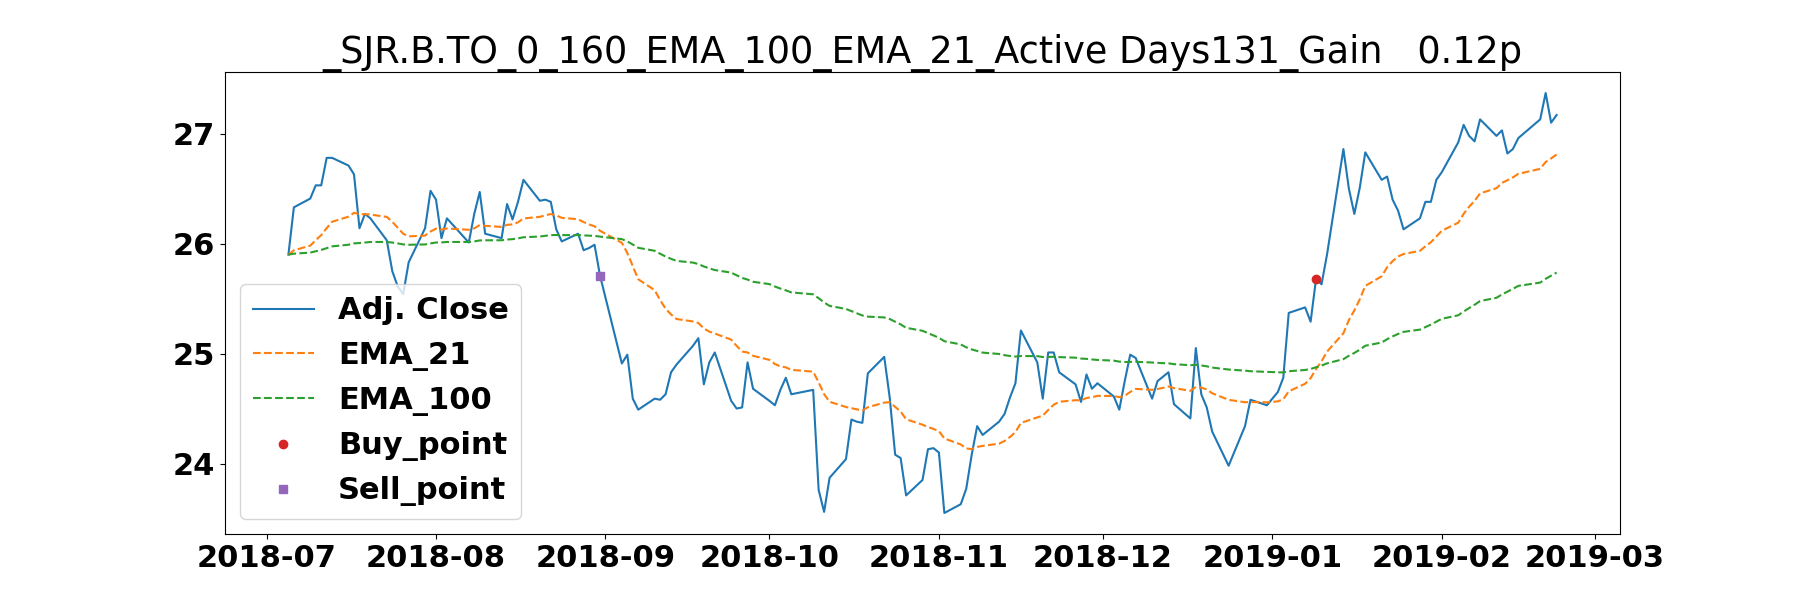 _SJR.B.TO_0_160_EMA_100_EMA_21_Active Days131_Gain   0.12p
27
26
25
24
Adj. Close
EMA_21
EMA_100
Buy_point
Sell_point
2018-07 2018-08 2018-09 2018-10 2018-11 2018-12 2019-01 2019-02 2019-03